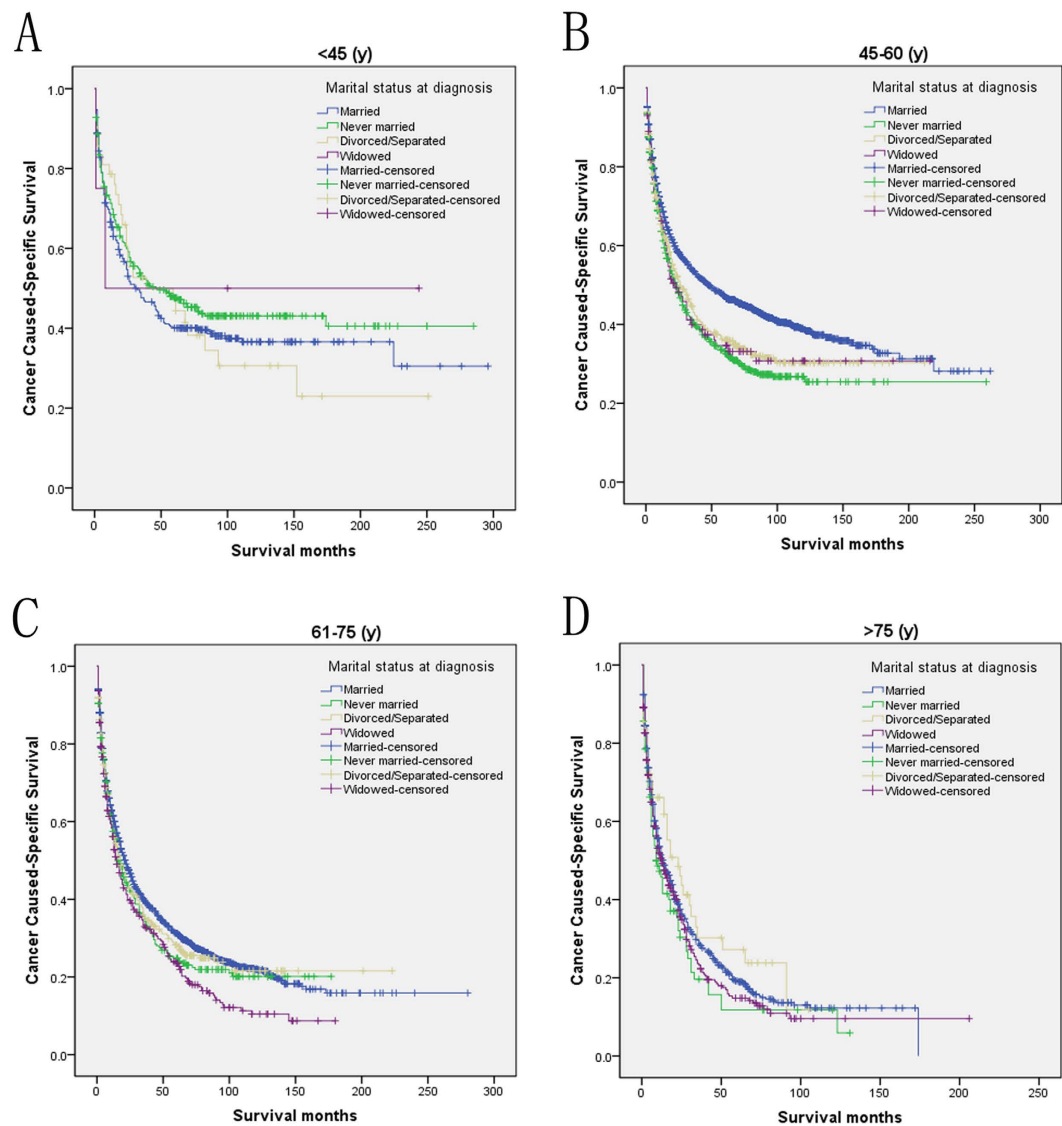 A
<45 (y)
Cancer Caused-Specific Survival
1.0
0.8
0.6
0.4
0.2
0.0
Marital status at diagnosis
Married
Never married
Divorced/Separated
Widowed
Married-censored
Never married-censored
Divorced/Separated-censored
Widowed-censored
0 50 100 150 200 250 300
Survival months
B
45-60 (y)
Cancer Caused-Specific Survival
1.0
0.8
0.6
0.4
0.2
0.0
Marital status at diagnosis
Married
Never married
Divorced/Separated
Widowed
Married-censored
Never married-censored
Divorced/Separated-censored
Widowed-censored
0 50 100 150 200 250 300
Survival months
C
61-75 (y)
Cancer Caused-Specific Survival
1.0
0.8
0.6
0.4
0.2
0.0
Marital status at diagnosis
Married
Never married
Divorced/Separated
Widowed
Married-censored
Never married-censored
Divorced/Separated-censored
Widowed-censored
0 50 100 150 200 250 300
Survival months
D
>75 (y)
Cancer Caused-Specific Survival
1.0
0.8
0.6
0.4
0.2
0.0
Marital status at diagnosis
Married
Never married
Divorced/Separated
Widowed
Married-censored
Never married-censored
Divorced/Separated-censored
Widowed-censored
0 50 100 150 200 250
Survival months